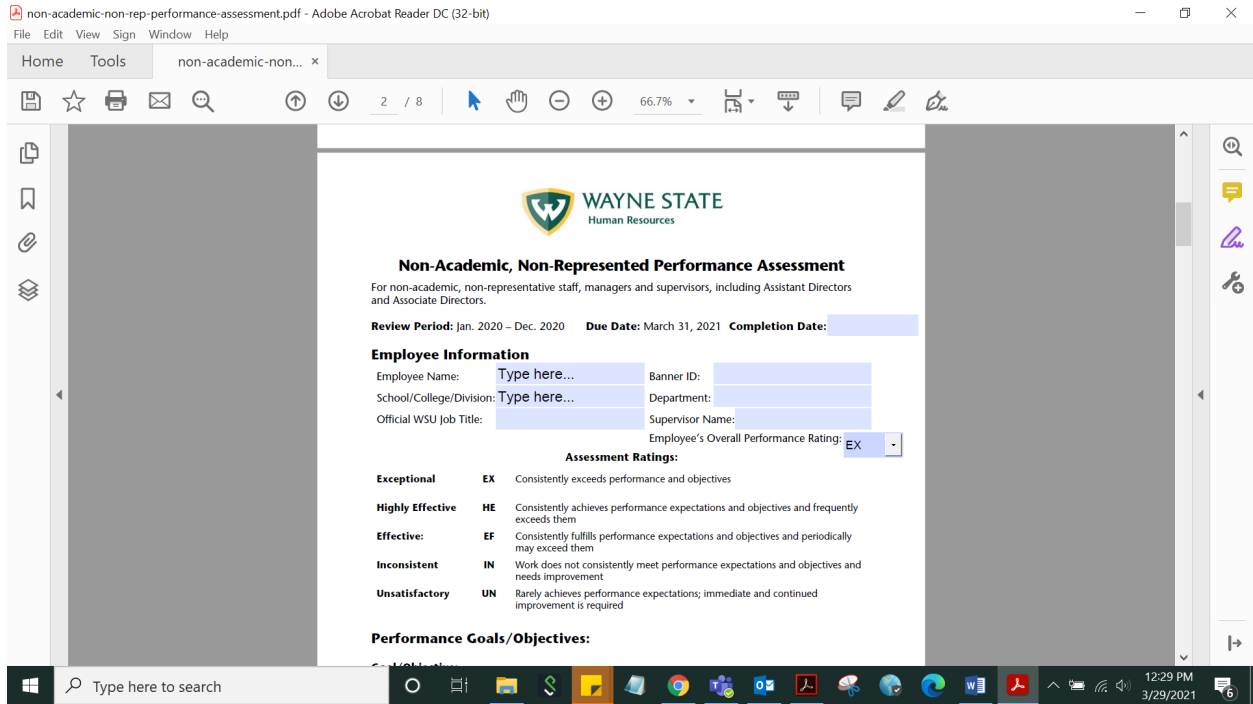 non-academic-non-rep-performance-assessment.pdf - Adobe Acrobat Reader DC (32-bit)
File Edit View Sign Window Help
Home Tools non-academic-non... ×
2 / 8 66.7%
WAYNE STATE
Human Resources
Non-Academic, Non-Represented Performance Assessment
For non-academic, non-representative staff, managers and supervisors, including Assistant Directors
and Associate Directors.
Review Period: Jan. 2020 – Dec. 2020 Due Date: March 31, 2021 Completion Date:
Employee Information
Employee Name: Type here... Banner ID:
School/College/Division: Type here... Department:
Official WSU Job Title: Supervisor Name:
Employee's Overall Performance Rating: EX
Assessment Ratings:
Exceptional EX Consistently exceeds performance and objectives
Highly Effective HE Consistently achieves performance expectations and objectives and frequently
exceeds them
Effective: EF Consistently fulfills performance expectations and objectives and periodically
may exceed them
Inconsistent IN Work does not consistently meet performance expectations and objectives and
needs improvement
Unsatisfactory UN Rarely achieves performance expectations; immediate and continued
improvement is required
Performance Goals/Objectives:
Type here to search
12:29 PM
3/29/2021
6